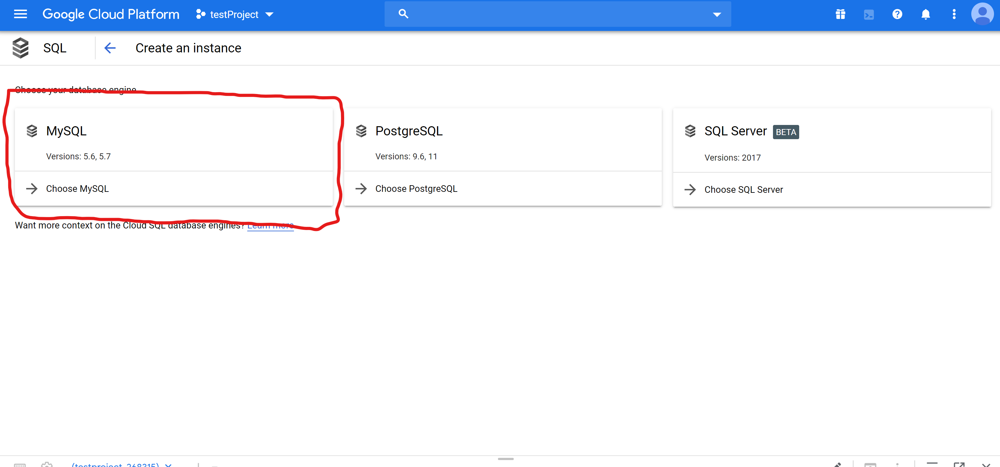 Google Cloud Platform testProject
SQL Create an instance
Choose your database engine
MySQL
Versions: 5.6, 5.7
Choose MySQL
PostgreSQL
Versions: 9.6, 11
Choose PostgreSQL
SQL Server BETA
Versions: 2017
Choose SQL Server
Want more context on the Cloud SQL database engines? Learn more
(testproject-268315)